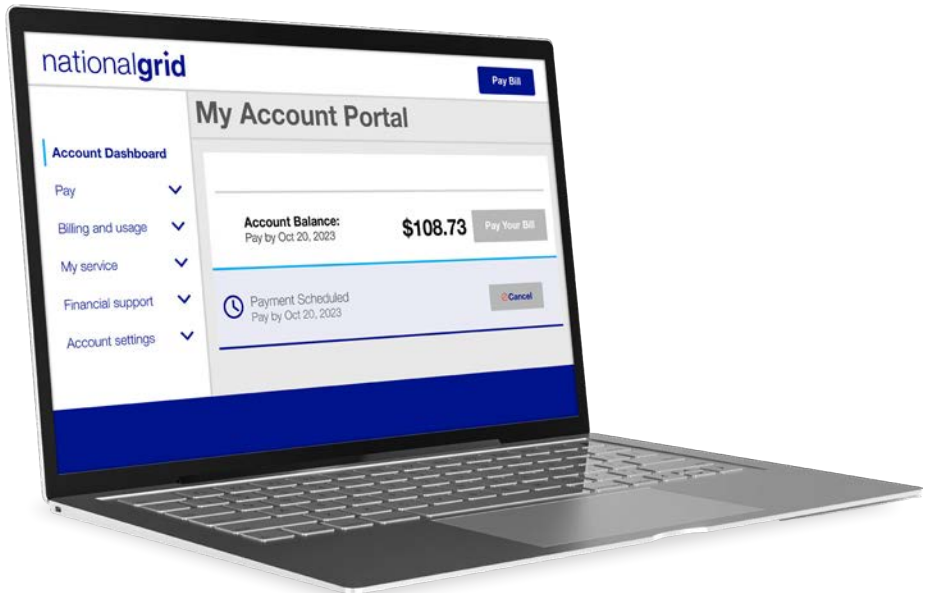 nationalgrid
Pay Bill
My Account Portal
Account Dashboard
Pay
Billing and usage
My service
Financial support
Account settings
Account Balance:
Pay by Oct 20, 2023
$108.73
Pay Your Bill
Payment Scheduled
Pay by Oct 20, 2023
Cancel